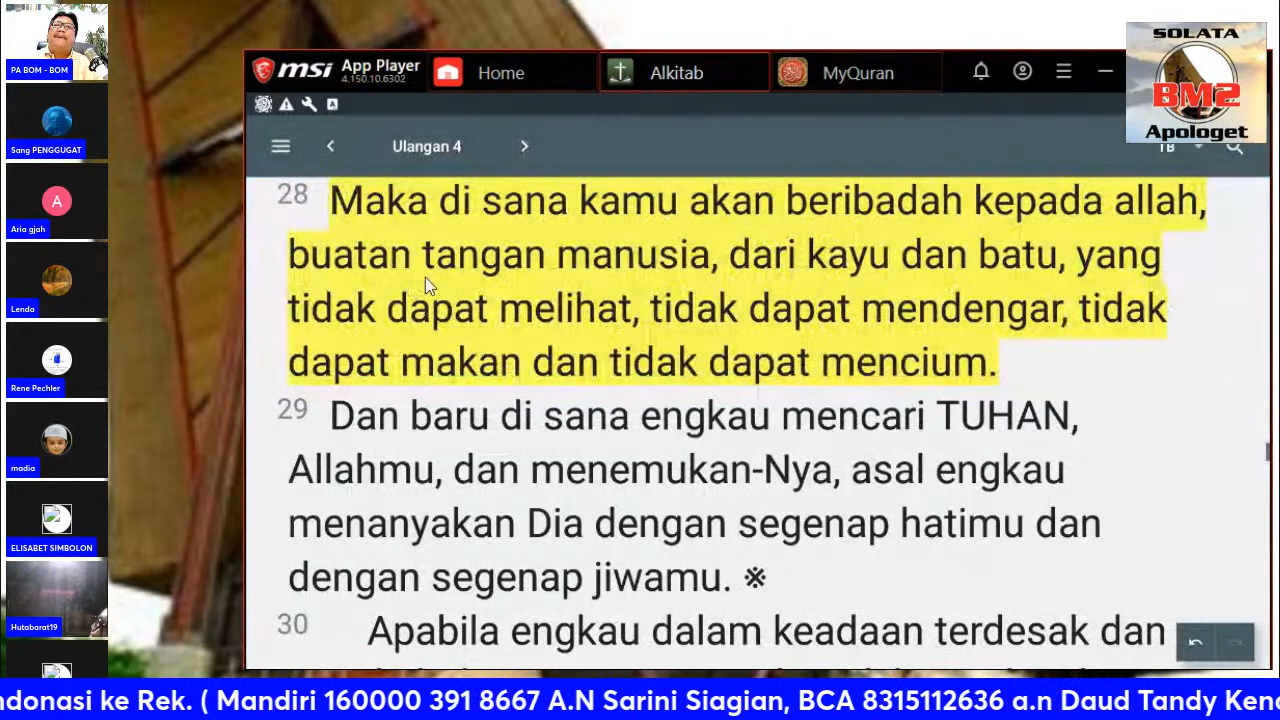 PA BOM - BOM
Sang PENGGUGAT
Aria gjah
A
Lenda
Rene Pechler
madia
ELISABET SIMBOLON
Hutabarat19
msi App Player
4.150.10.6302
Home
Alkitab
MyQuran
SOLATA
BM2
Apologet
Ulangan 4
TB
28 Maka di sana kamu akan beribadah kepada allah,
buatan tangan manusia, dari kayu dan batu, yang
tidak dapat melihat, tidak dapat mendengar, tidak
dapat makan dan tidak dapat mencium.
29 Dan baru di sana engkau mencari TUHAN,
Allahmu, dan menemukan-Nya, asal engkau
menanyakan Dia dengan segenap hatimu dan
dengan segenap jiwamu. ※
30 Apabila engkau dalam keadaan terdesak dan
ndonasi ke Rek. ( Mandiri 160000 391 8667 A.N Sarini Siagian, BCA 8315112636 a.n Daud Tandy Ken